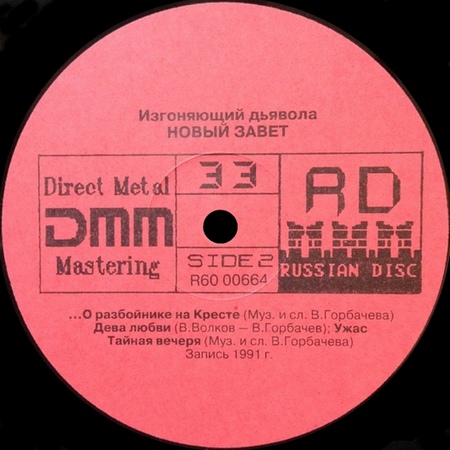 Изгоняющий дьявола
НОВЫЙ ЗАВЕТ
Direct Metal
DMM
Mastering
33
SIDE 2
R60 00664
RD
RUSSIAN DISC
...О разбойнике на Кресте (Муз. и сл. В.Горбачева)
Дева любви (В.Волков — В.Горбачев); Ужас
Тайная вечеря (Муз. и сл. В.Горбачева)
Запись 1991 г.